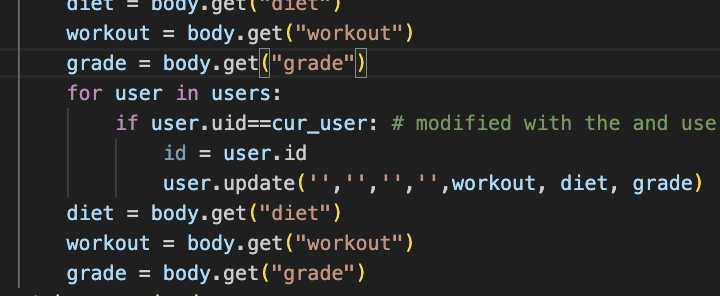 diet = body.get("diet")
workout = body.get("workout")
grade = body.get("grade")
for user in users:
if user.uid==cur_user: # modified with the and use
id = user.id
user.update('','','','',workout, diet, grade)
diet = body.get("diet")
workout = body.get("workout")
grade = body.get("grade")